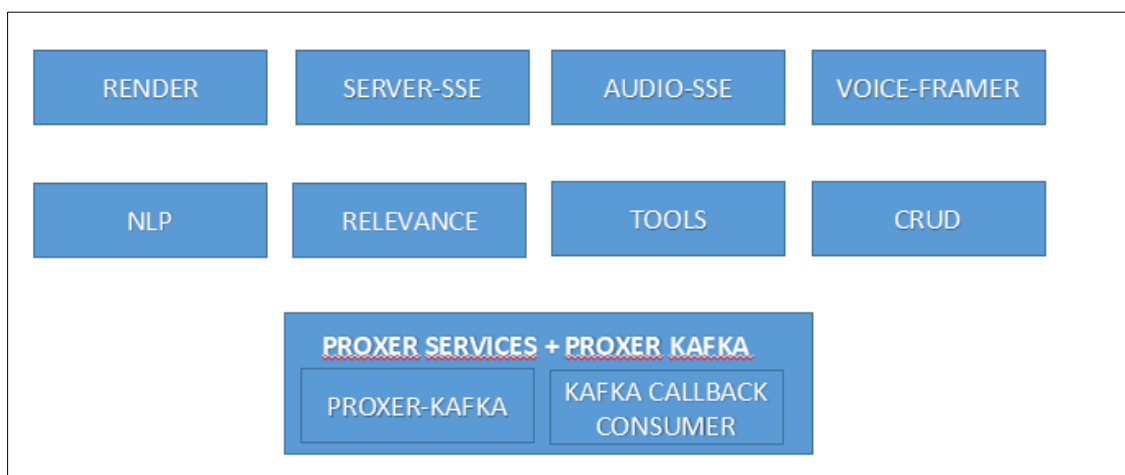 RENDER
SERVER-SSE
AUDIO-SSE
VOICE-FRAMER
NLP
RELEVANCE
TOOLS
CRUD
PROXER SERVICES + PROXER KAFKA
PROXER-KAFKA
KAFKA CALLBACK
CONSUMER